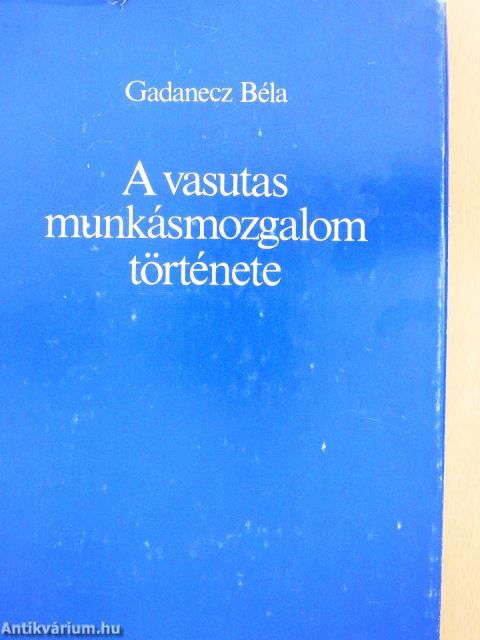 Gadanecz Béla
A vasutas
munkásmozgalom
története
Antikvárium.hu